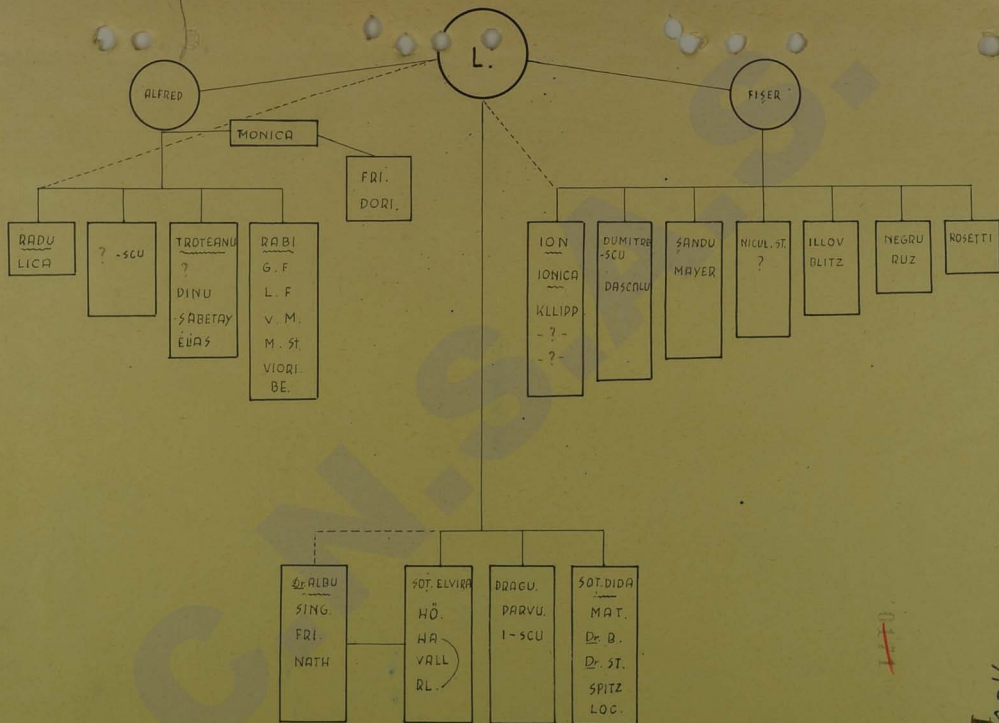 L.
ALFRED
FIȘER
MONICA
FRI.
DORI.
RADU
LICA
? -SCU
TROTEANU
?
DINU
SABETAY
ELIAS
RABI
G. F
L. F
V. M.
M. St.
VIORI.
BE.
ION
IONICA
KLLIPP
- ? -
- ? -
DUMITRE
-SCU
DASCALU
SANDU
MAYER
NICUL. ST.
?
ILLOV
BLITZ
NEGRU
RUZ
ROSETTI
Dr. ALBU
SING.
FRI.
NATH
SOT. ELVIRA
HÖ.
HA
VALL
RL.
DRAGU.
PARVU.
I-SCU
SOT. DIDA
MAT.
Dr. B.
Dr. ST.
SPITZ
LOC.
C.N.S.A.S.